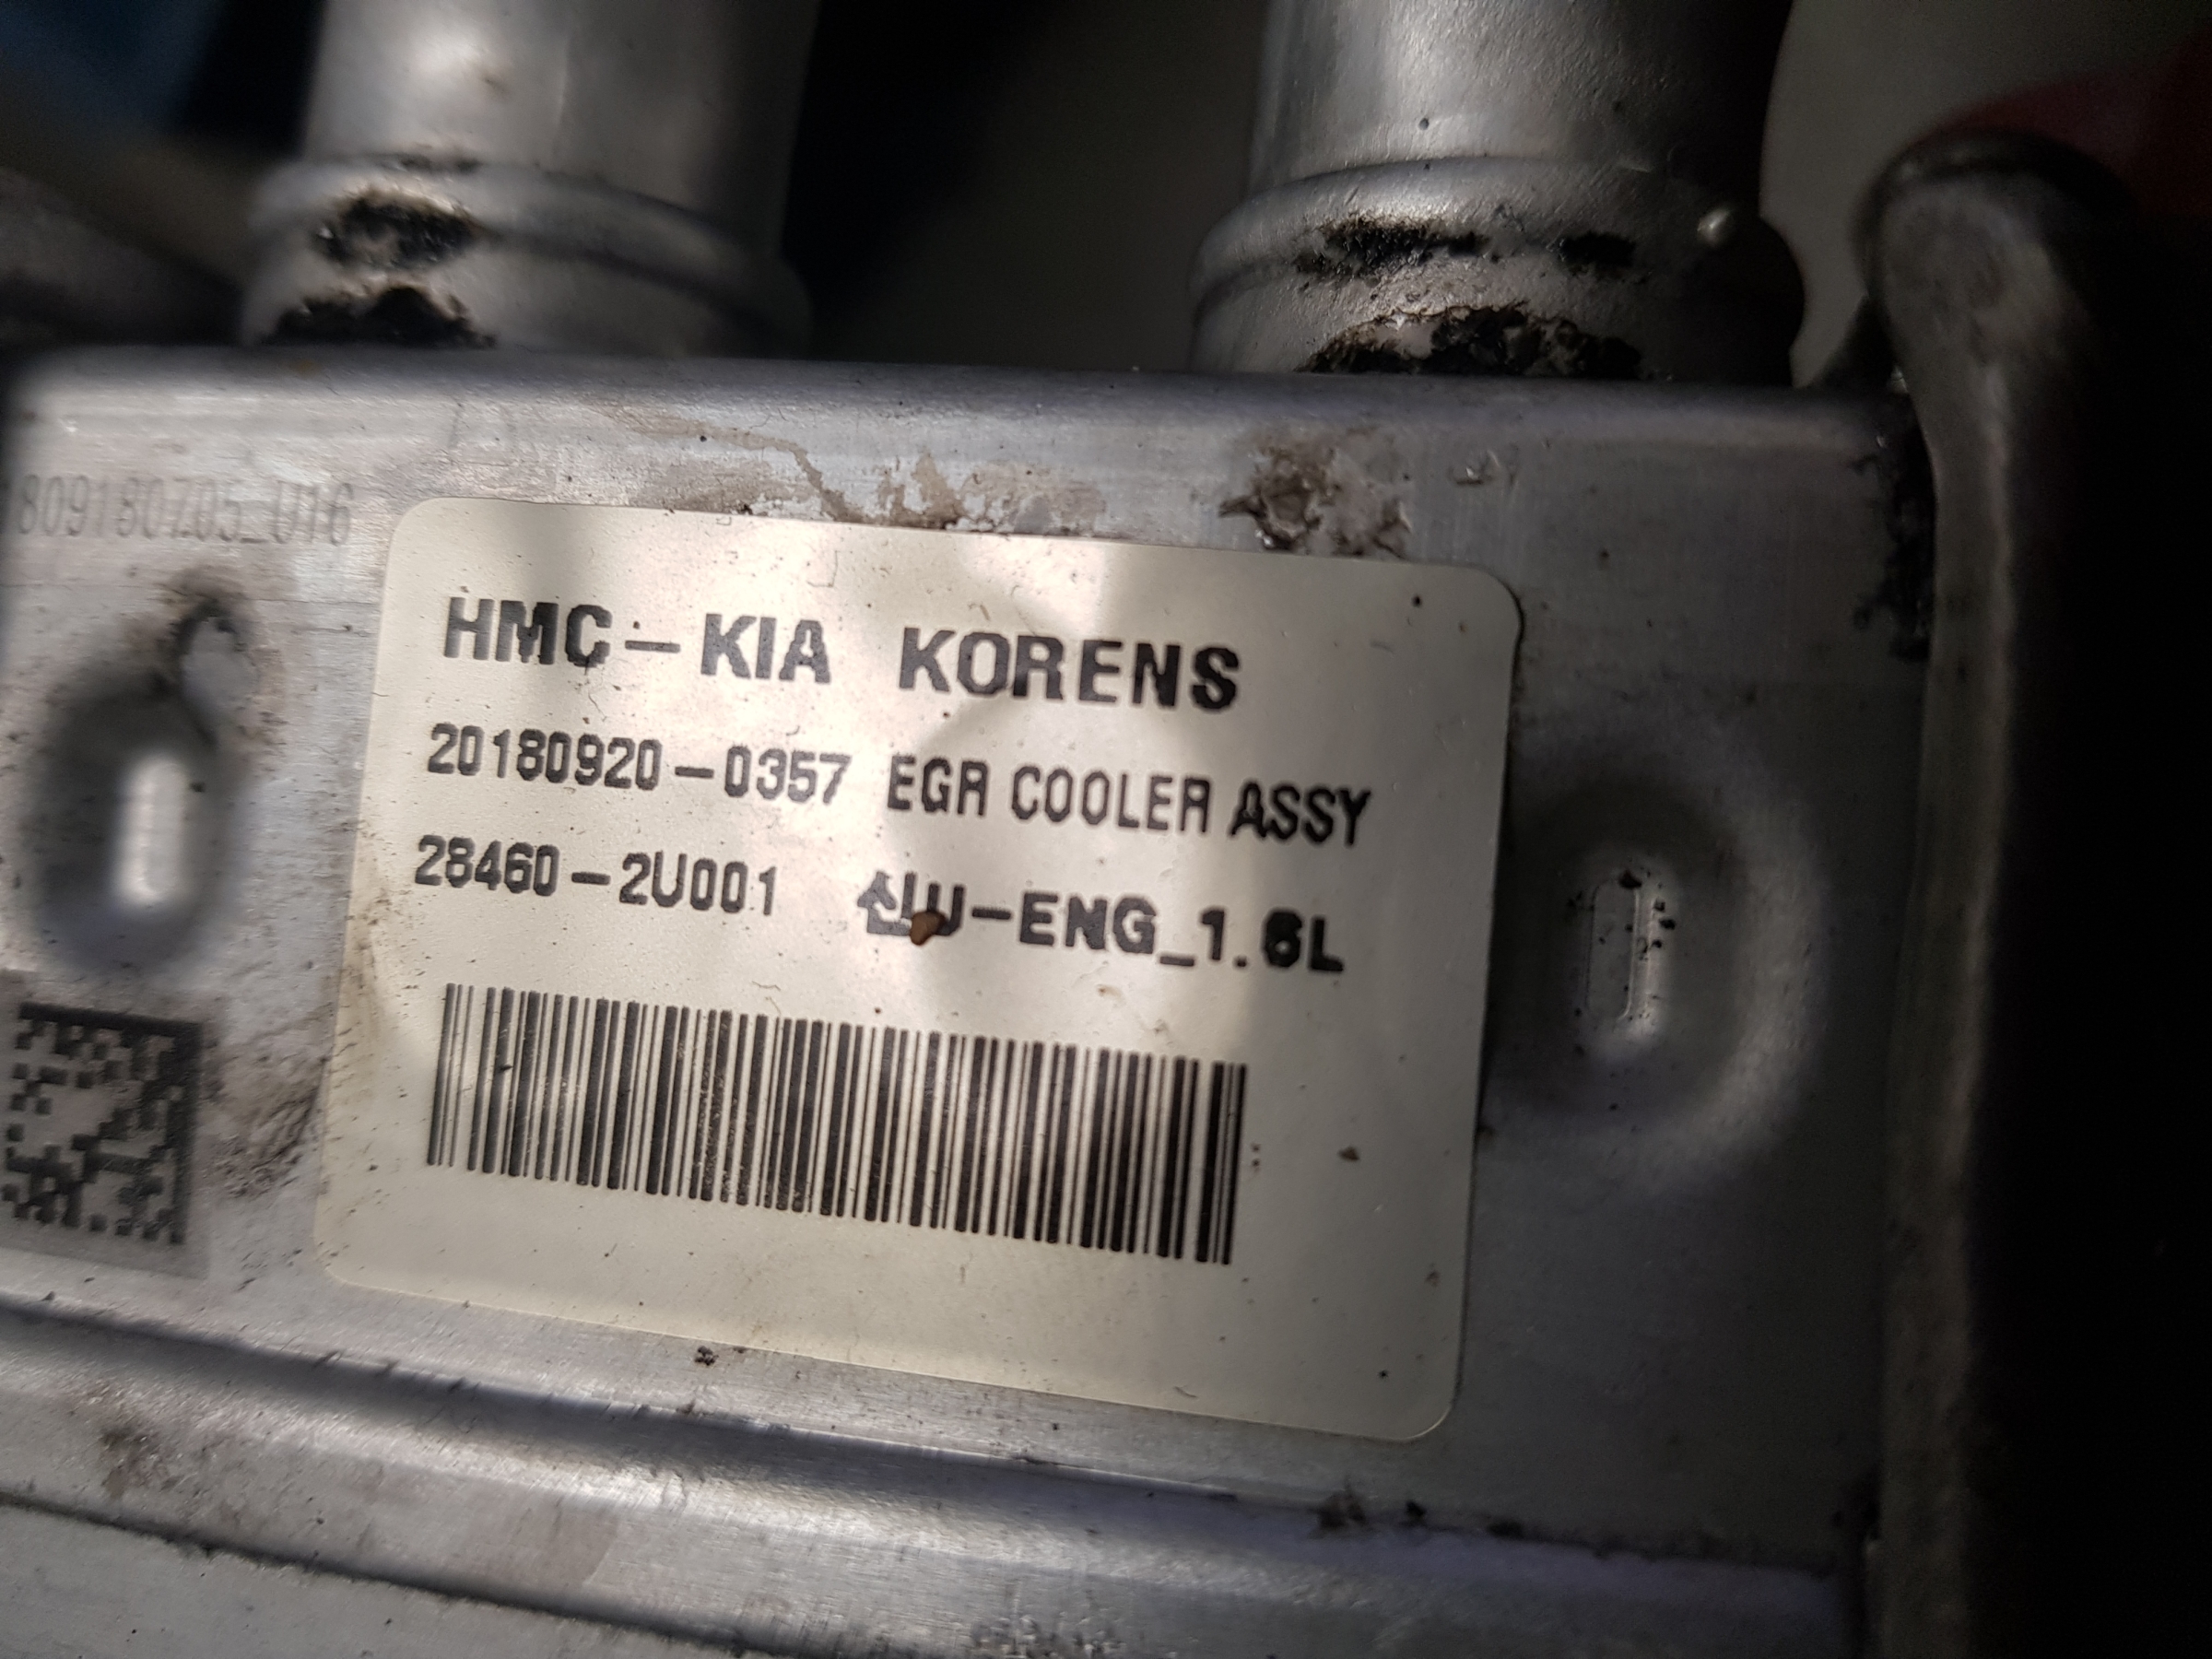 809180Z05_U16
HMC-KIA KORENS
20180920-0357 EGR COOLER ASSY
28460-2U001 신U-ENG_1.6L